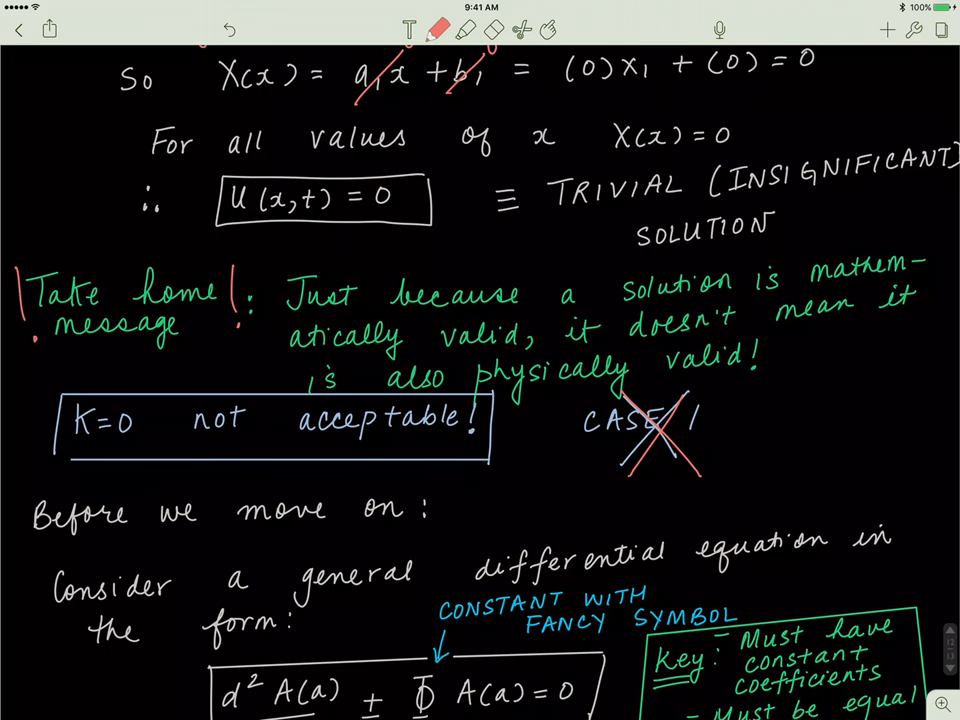 9:41 AM
100%
T
So X(x) = a₁x + b₁ = (0)x₁ + (0) = 0
For all values of x X(x) = 0
∴ U(x,t) = 0 ≡ TRIVIAL (INSIGNIFICANT)
SOLUTION
Take home message : Just because a solution is mathem-
atically valid, it doesn't mean it
is also physically valid!
K=0 not acceptable! CASE 1
Before we move on :
Consider a general differential equation in
the form :
CONSTANT WITH
FANCY SYMBOL
d² A(a) ± Φ A(a) = 0
Key : – Must have
constant
coefficients
– Must be equal